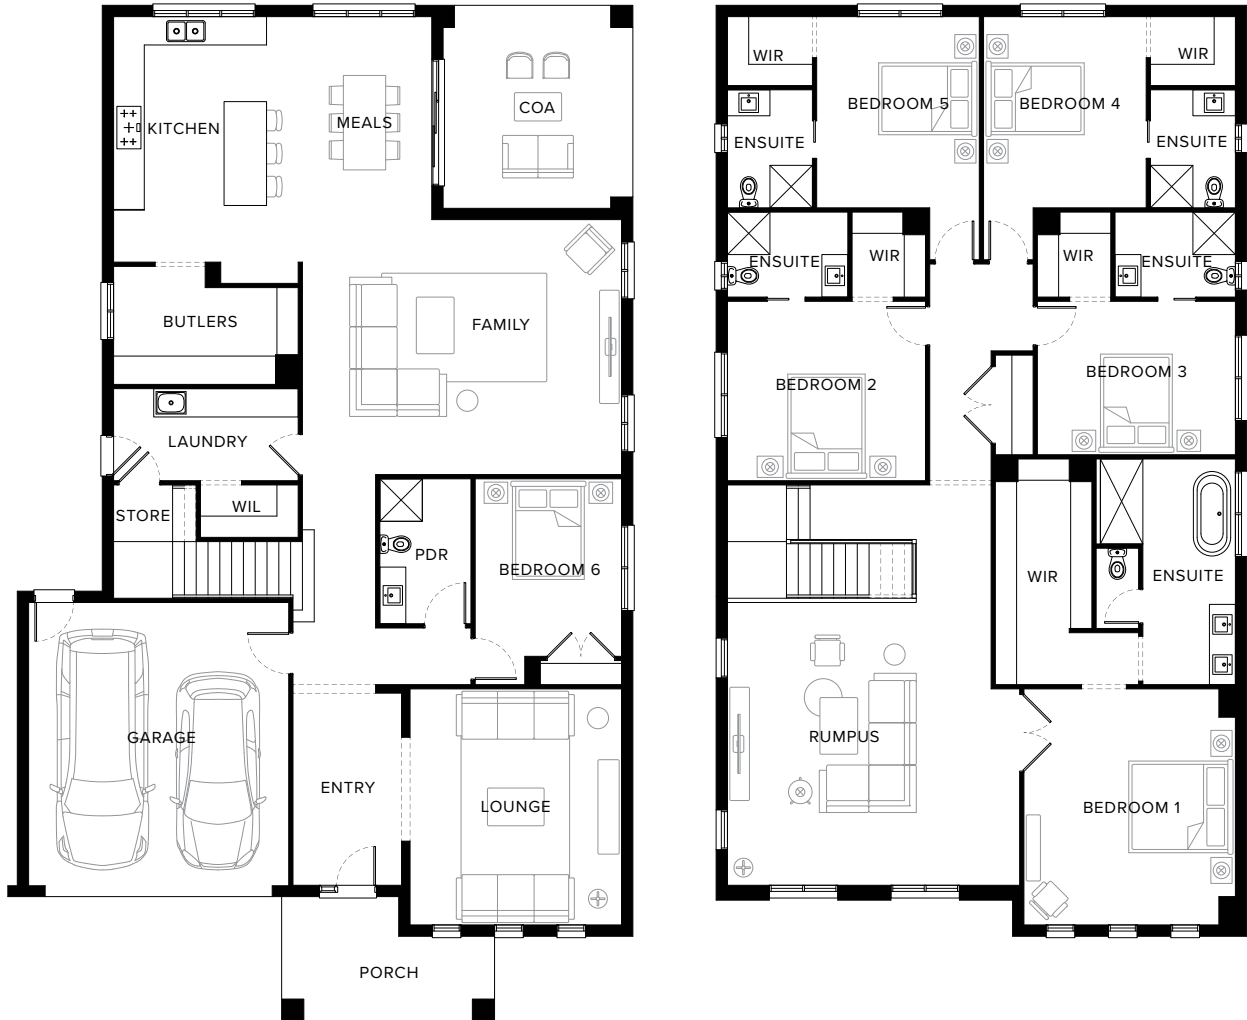 COA
KITCHEN
MEALS
FAMILY
BUTLERS
LAUNDRY
WIL
STORE
PDR
BEDROOM 6
GARAGE
ENTRY
LOUNGE
PORCH
WIR
WIR
BEDROOM 5
BEDROOM 4
ENSUITE
ENSUITE
ENSUITE
WIR
WIR
ENSUITE
BEDROOM 2
BEDROOM 3
WIR
ENSUITE
RUMPUS
BEDROOM 1